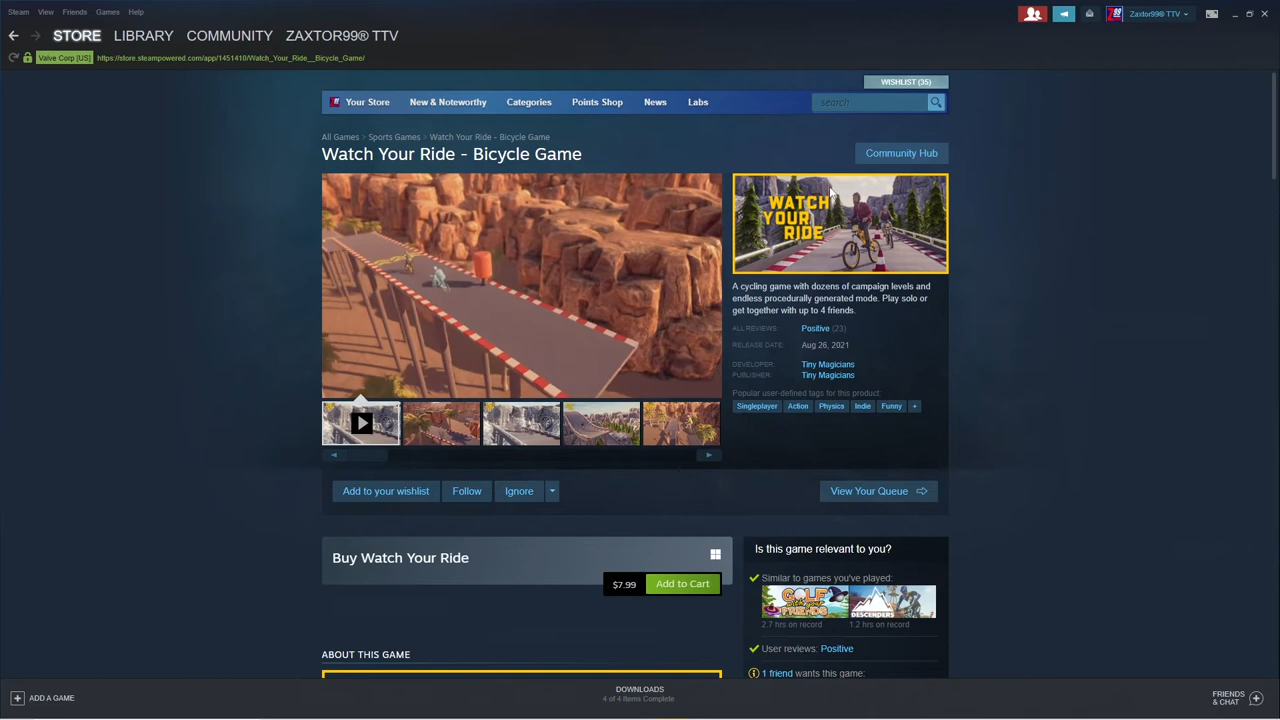 Steam View Friends Games Help
Zaxtor99® TTV
STORE LIBRARY COMMUNITY ZAXTOR99® TTV
Valve Corp [US] https://store.steampowered.com/app/1451410/Watch_Your_Ride__Bicycle_Game/
WISHLIST (35)
Your Store New & Noteworthy Categories Points Shop News Labs search
All Games > Sports Games > Watch Your Ride - Bicycle Game
Watch Your Ride - Bicycle Game
Community Hub
WATCH
YOUR
RIDE
A cycling game with dozens of campaign levels and
endless procedurally generated mode. Play solo or
get together with up to 4 friends.
ALL REVIEWS: Positive (23)
RELEASE DATE: Aug 26, 2021
DEVELOPER: Tiny Magicians
PUBLISHER: Tiny Magicians
Popular user-defined tags for this product:
Singleplayer Action Physics Indie Funny +
Add to your wishlist Follow Ignore View Your Queue
Buy Watch Your Ride
$7.99 Add to Cart
Is this game relevant to you?
Similar to games you've played:
GOLF WITH YOUR FRIENDS DESCENDERS
2.7 hrs on record 1.2 hrs on record
User reviews: Positive
1 friend wants this game:
ABOUT THIS GAME
+ ADD A GAME
DOWNLOADS
4 of 4 Items Complete
FRIENDS
& CHAT +